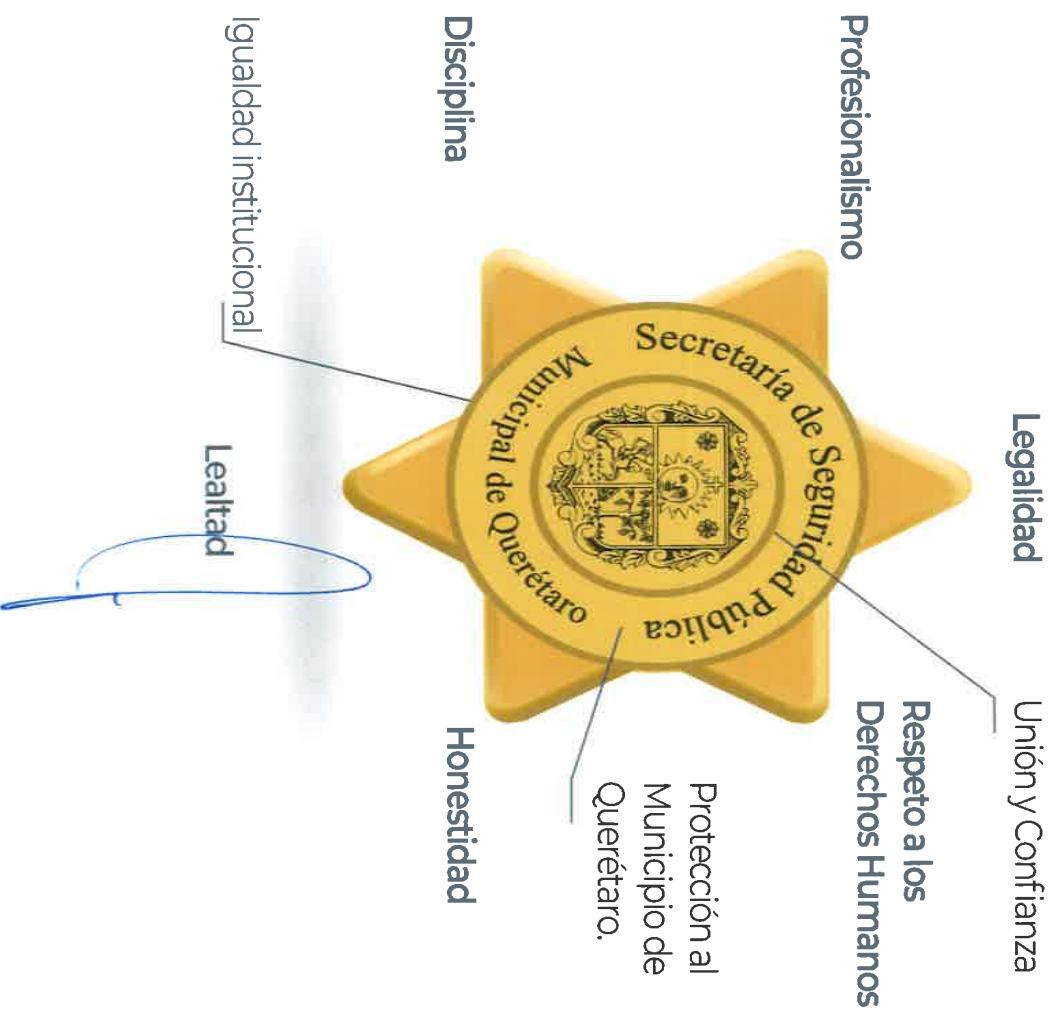 Legalidad
Unión y Confianza
Profesionalismo
Respeto a los
Derechos Humanos
Secretaría de Seguridad Pública
Municipal de Querétaro
Protección al
Municipio de
Querétaro.
Disciplina
Honestidad
Igualdad institucional
Lealtad